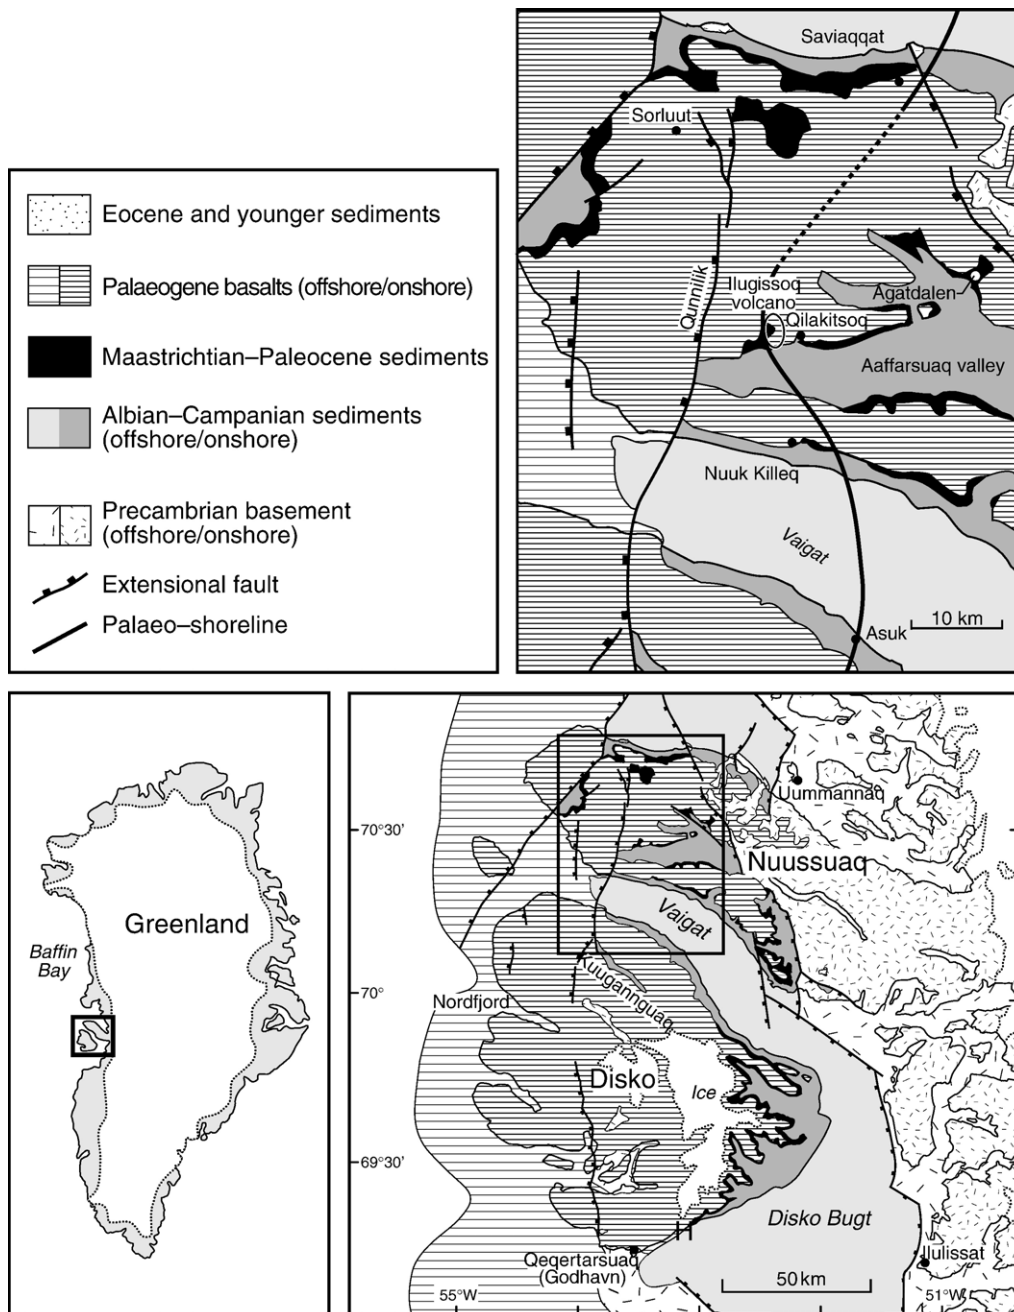 Saviaqqat
Sorluut
Qunnilik
Ilugissoq
volcano
Qilakitsoq
Agatdalen
Aaffarsuaq valley
Nuuk Killeq
Vaigat
10 km
Asuk
Eocene and younger sediments
Palaeogene basalts (offshore/onshore)
Maastrichtian–Paleocene sediments
Albian–Campanian sediments
(offshore/onshore)
Precambrian basement
(offshore/onshore)
Extensional fault
Palaeo–shoreline
Greenland
Baffin
Bay
Uummannaq
70°30'
Nuussuaq
Vaigat
Kuugannguaq
70°
Nordfjord
Disko
Ice
69°30'
Disko Bugt
H
Qeqertarsuaq
(Godhavn)
Ilulissat
50 km
55°W
51°W